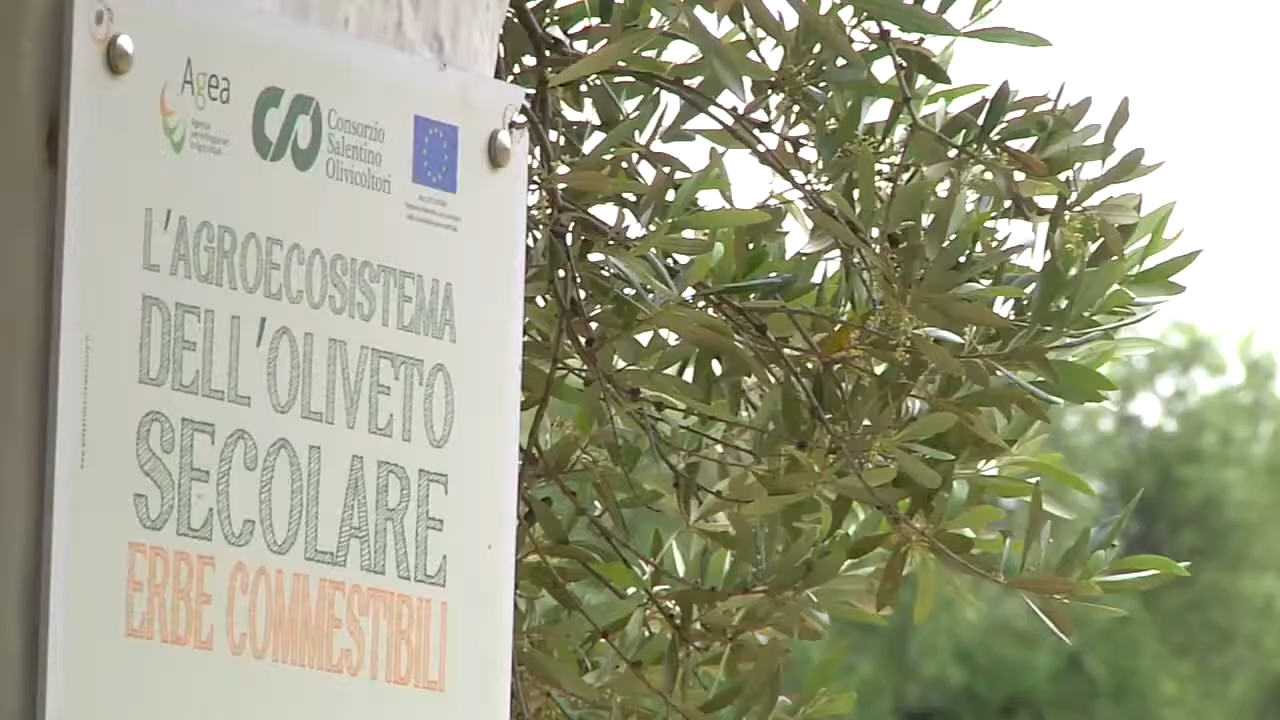 Agea
Consorzio
Salentino
Olivicoltori
L'AGROECOSISTEMA
DELL'OLIVETO
SECOLARE
ERBE COMMESTIBILI